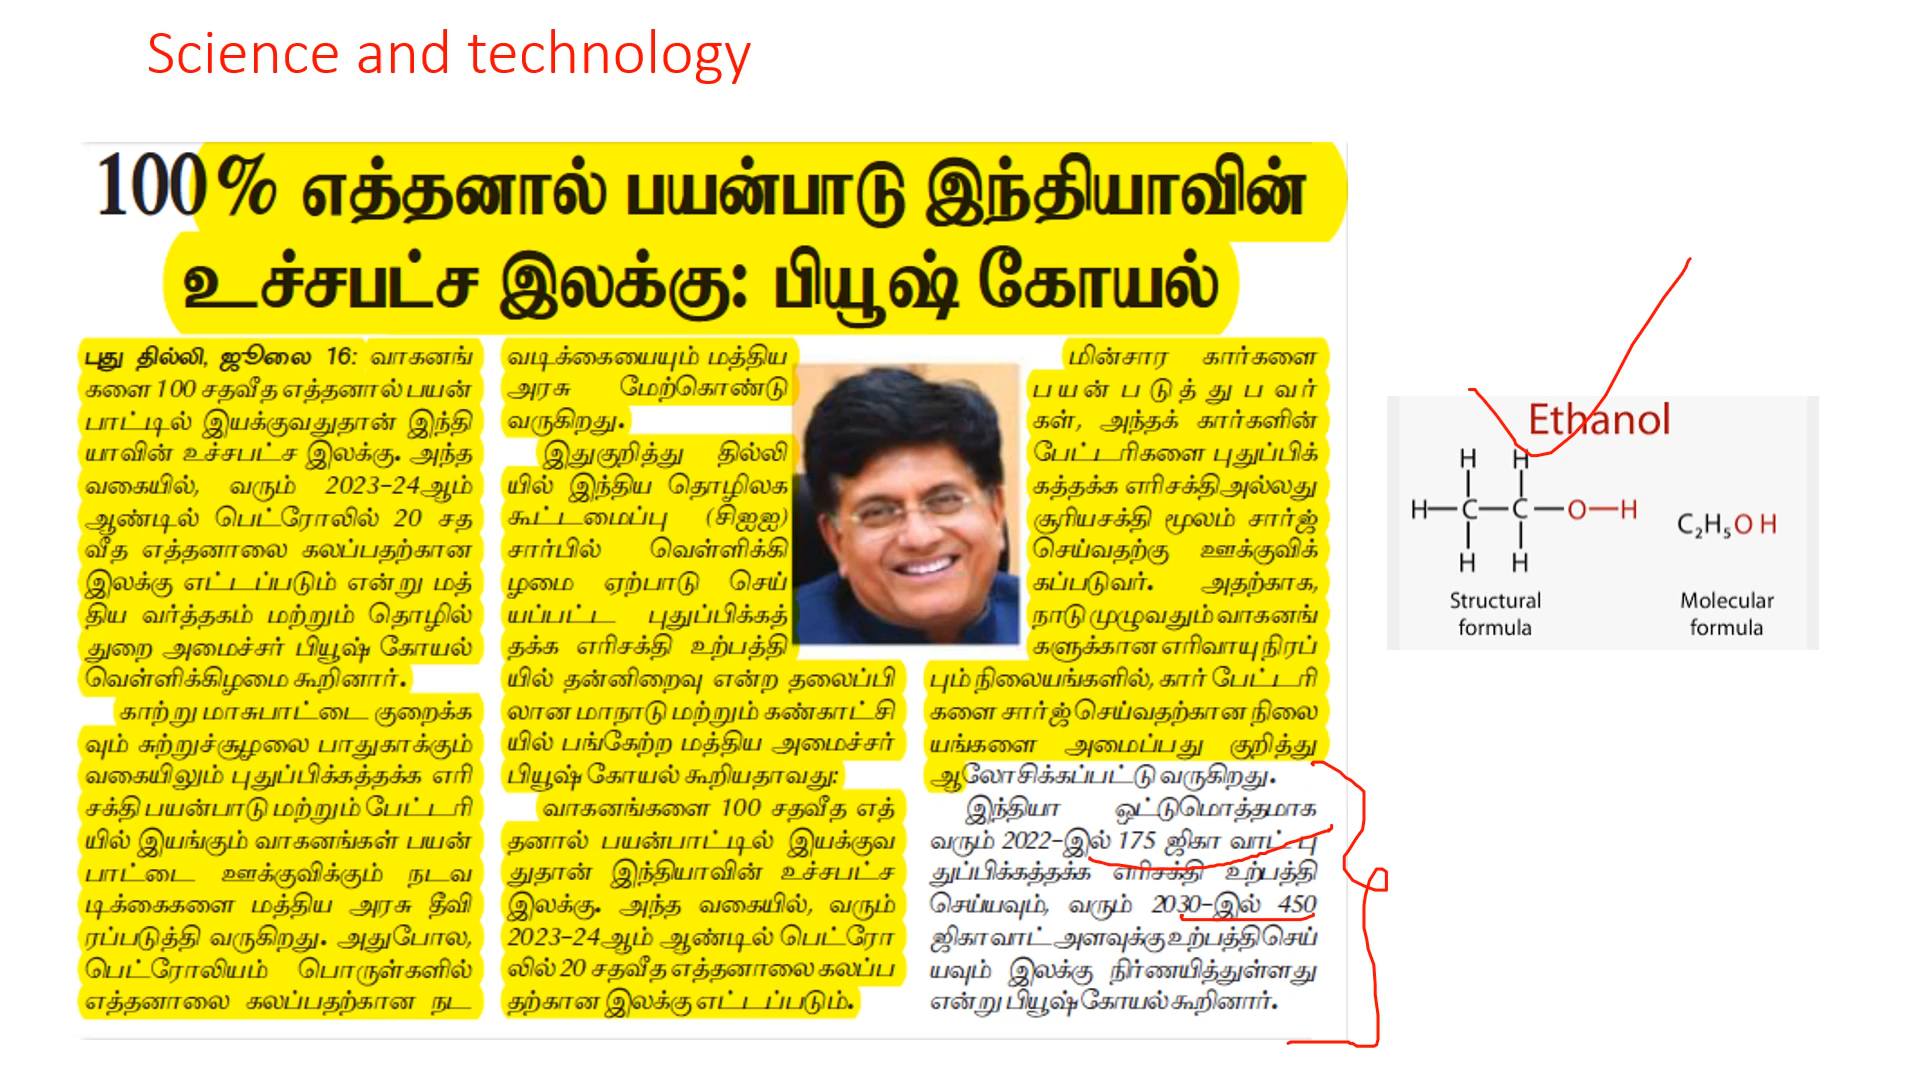 Science and technology
100% எத்தனால் பயன்பாடு இந்தியாவின்
உச்சபட்ச இலக்கு: பியூஷ் கோயல்
புது தில்லி, ஜூலை 16: வாகனங்
களை 100 சதவீத எத்தனால் பயன்
பாட்டில் இயக்குவதுதான் இந்தி
யாவின் உச்சபட்ச இலக்கு. அந்த
வகையில், வரும் 2023-24ஆம்
ஆண்டில் பெட்ரோலில் 20 சத
வீத எத்தனாலை கலப்பதற்கான
இலக்கு எட்டப்படும் என்று மத்
திய வர்த்தகம் மற்றும் தொழில்
துறை அமைச்சர் பியூஷ் கோயல்
வெள்ளிக்கிழமை கூறினார்.
காற்று மாசுபாட்டை குறைக்க
வும் சுற்றுச்சூழலை பாதுகாக்கும்
வகையிலும் புதுப்பிக்கத்தக்க எரி
சக்தி பயன்பாடு மற்றும் பேட்டரி
யில் இயங்கும் வாகனங்கள் பயன்
பாட்டை ஊக்குவிக்கும் நடவ
டிக்கைகளை மத்திய அரசு தீவி
ரப்படுத்தி வருகிறது. அதுபோல,
பெட்ரோலியம் பொருள்களில்
எத்தனாலை கலப்பதற்கான நட
வடிக்கையையும் மத்திய
அரசு மேற்கொண்டு
வருகிறது.
இதுகுறித்து தில்லி
யில் இந்திய தொழிலக
கூட்டமைப்பு (சிஐஐ)
சார்பில் வெள்ளிக்கி
ழமை ஏற்பாடு செய்
யப்பட்ட புதுப்பிக்கத்
தக்க எரிசக்தி உற்பத்தி
யில் தன்னிறைவு என்ற தலைப்பி
லான மாநாடு மற்றும் கண்காட்சி
யில் பங்கேற்ற மத்திய அமைச்சர்
பியூஷ் கோயல் கூறியதாவது:
வாகனங்களை 100 சதவீத எத்
தனால் பயன்பாட்டில் இயக்குவ
துதான் இந்தியாவின் உச்சபட்ச
இலக்கு. அந்த வகையில், வரும்
2023-24ஆம் ஆண்டில் பெட்ரோ
லில் 20 சதவீத எத்தனாலை கலப்ப
தற்கான இலக்கு எட்டப்படும்.
மின்சார கார்களை
பயன்படுத்துபவர்
கள், அந்தக் கார்களின்
பேட்டரிகளை புதுப்பிக்
கத்தக்க எரிசக்தி அல்லது
சூரியசக்தி மூலம் சார்ஜ்
செய்வதற்கு ஊக்குவிக்
கப்படுவர். அதற்காக,
நாடு முழுவதும் வாகனங்
களுக்கான எரிவாயு நிரப்
பும் நிலையங்களில், கார் பேட்டரி
களை சார்ஜ் செய்வதற்கான நிலை
யங்களை அமைப்பது குறித்து
ஆலோசிக்கப்பட்டு வருகிறது.
இந்தியா ஒட்டுமொத்தமாக
வரும் 2022-இல் 175 ஜிகா வாட் பு
துப்பிக்கத்தக்க எரிசக்தி உற்பத்தி
செய்யவும், வரும் 2030-இல் 450
ஜிகா வாட் அளவுக்கு உற்பத்தி செய்
யவும் இலக்கு நிர்ணயித்துள்ளது
என்று பியூஷ் கோயல் கூறினார்.
Ethanol
H H
H—C—C—O—H
H H
C₂H₅OH
Structural
formula
Molecular
formula